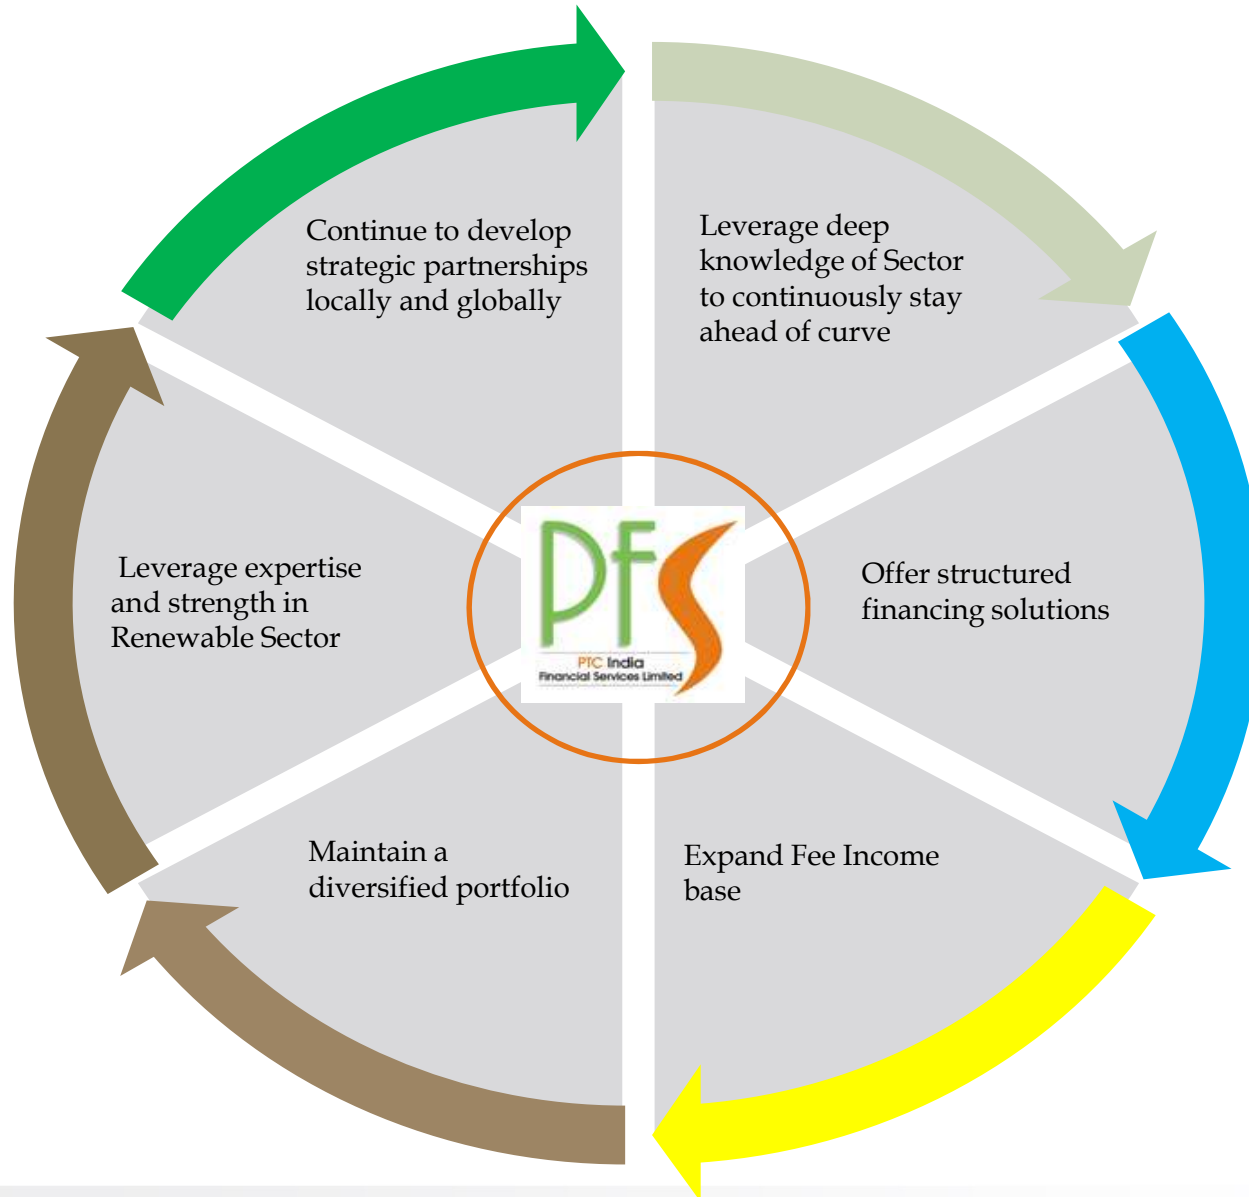 Continue to develop
strategic partnerships
locally and globally
Leverage deep
knowledge of Sector
to continuously stay
ahead of curve
Leverage expertise
and strength in
Renewable Sector
PFS
PTC India
Financial Services Limited
Offer structured
financing solutions
Maintain a
diversified portfolio
Expand Fee Income
base